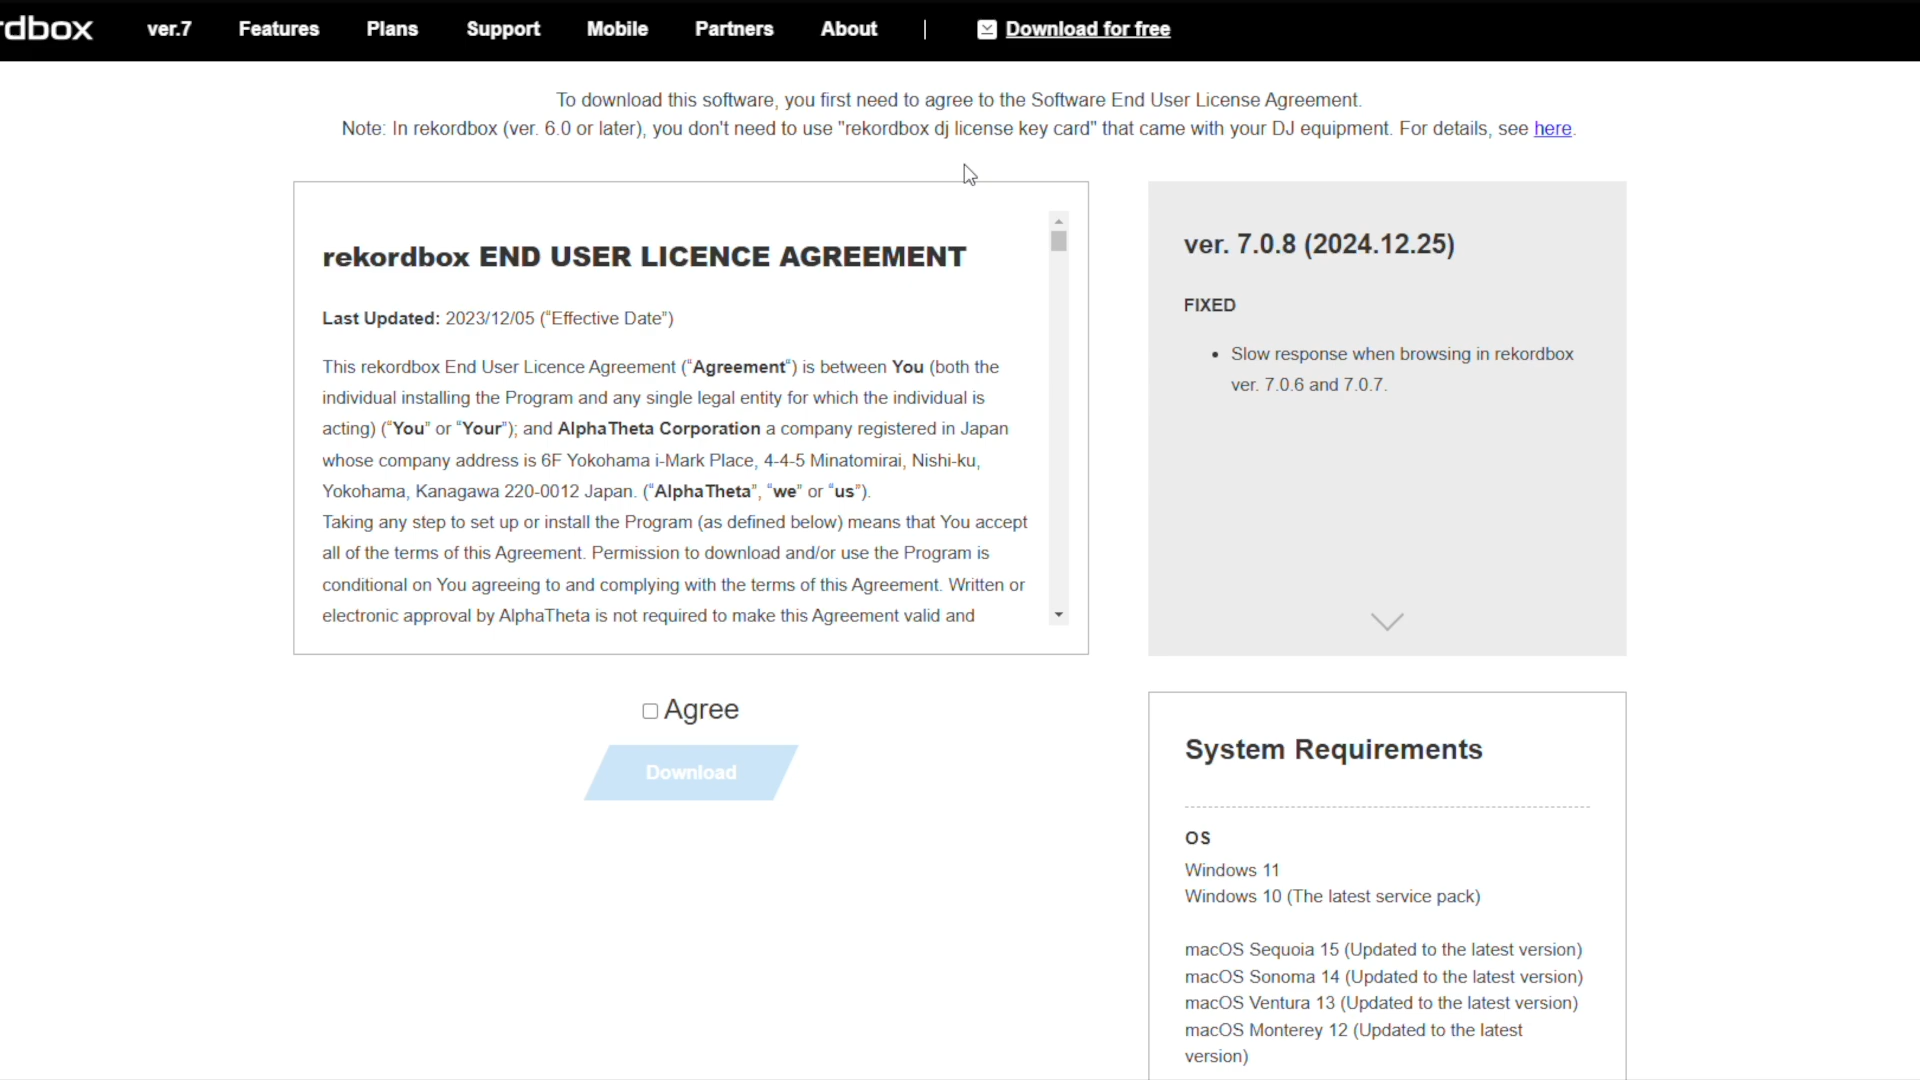 rdbox ver.7 Features Plans Support Mobile Partners About | Download for free
To download this software, you first need to agree to the Software End User License Agreement.
Note: In rekordbox (ver. 6.0 or later), you don't need to use "rekordbox dj license key card" that came with your DJ equipment. For details, see here.
rekordbox END USER LICENCE AGREEMENT
Last Updated: 2023/12/05 (“Effective Date”)
This rekordbox End User Licence Agreement (“Agreement“) is between You (both the
individual installing the Program and any single legal entity for which the individual is
acting) (“You” or “Your”); and AlphaTheta Corporation a company registered in Japan
whose company address is 6F Yokohama i-Mark Place, 4-4-5 Minatomirai, Nishi-ku,
Yokohama, Kanagawa 220-0012 Japan. (“AlphaTheta”, “we” or “us”).
Taking any step to set up or install the Program (as defined below) means that You accept
all of the terms of this Agreement. Permission to download and/or use the Program is
conditional on You agreeing to and complying with the terms of this Agreement. Written or
electronic approval by AlphaTheta is not required to make this Agreement valid and
Agree
Download
ver. 7.0.8 (2024.12.25)
FIXED
• Slow response when browsing in rekordbox
ver. 7.0.6 and 7.0.7.
System Requirements
OS
Windows 11
Windows 10 (The latest service pack)
macOS Sequoia 15 (Updated to the latest version)
macOS Sonoma 14 (Updated to the latest version)
macOS Ventura 13 (Updated to the latest version)
macOS Monterey 12 (Updated to the latest
version)